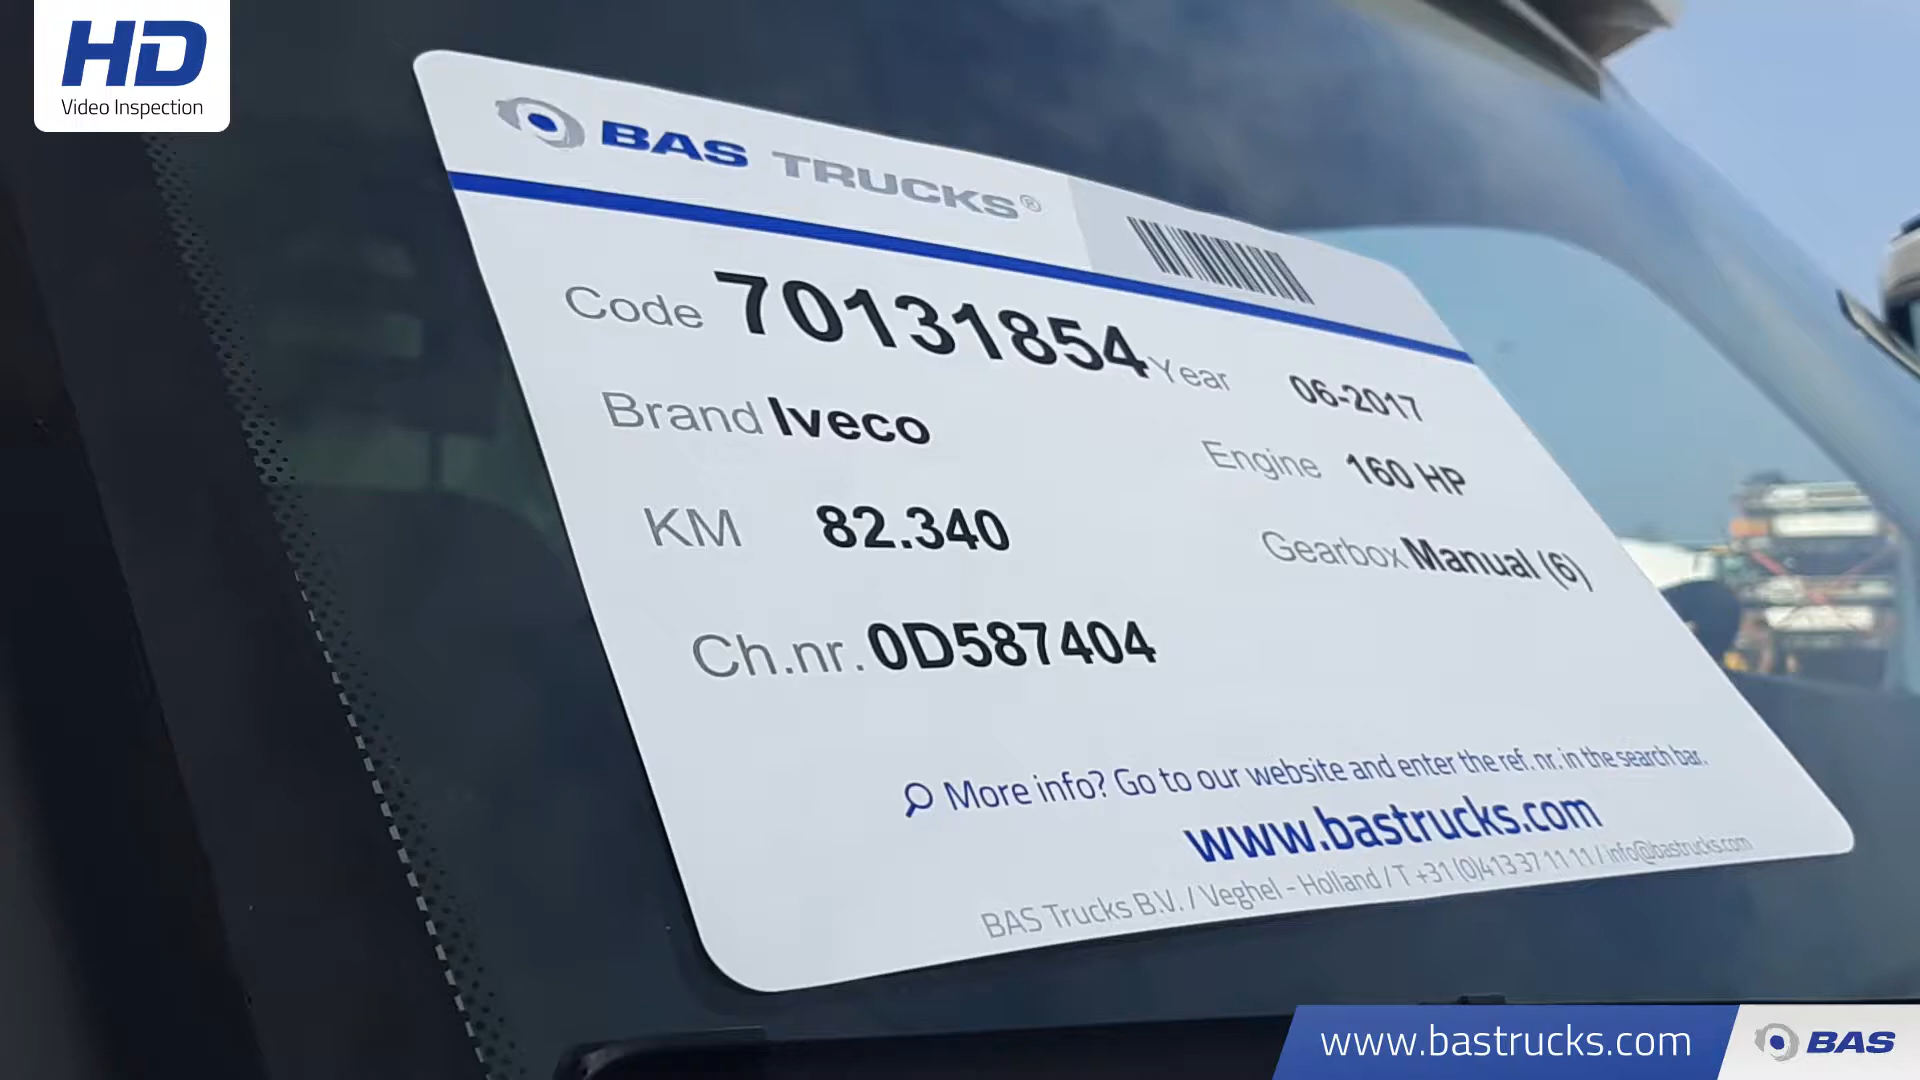 HD
Video Inspection
BAS TRUCKS®
Code 70131854 Year 06-2017
Brand Iveco
Engine 160 HP
KM 82.340
Gearbox Manual (6)
Ch.nr. 0D587404
More info? Go to our website and enter the ref. nr. in the search bar.
www.bastrucks.com
BAS Trucks B.V. / Veghel - Holland / T +31 (0)413 37 11 11 / info@bastrucks.com
www.bastrucks.com
BAS